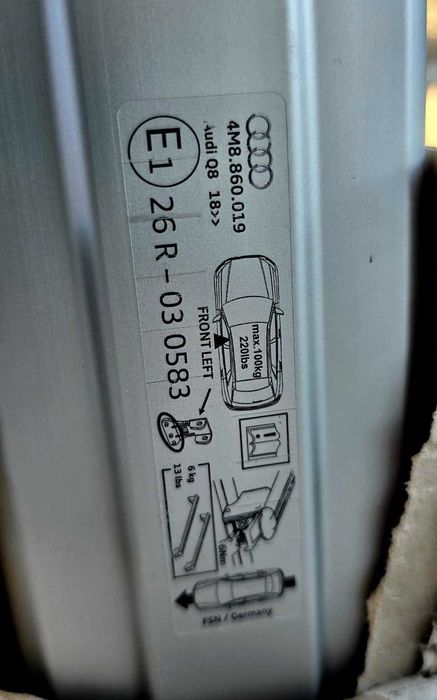 4M8.860.019
Audi Q8 18>>
E1 26 R-03 0583
max.100kg
220lbs
FRONT LEFT
6 kg
13 lbs
6Nm
FSN / Germany